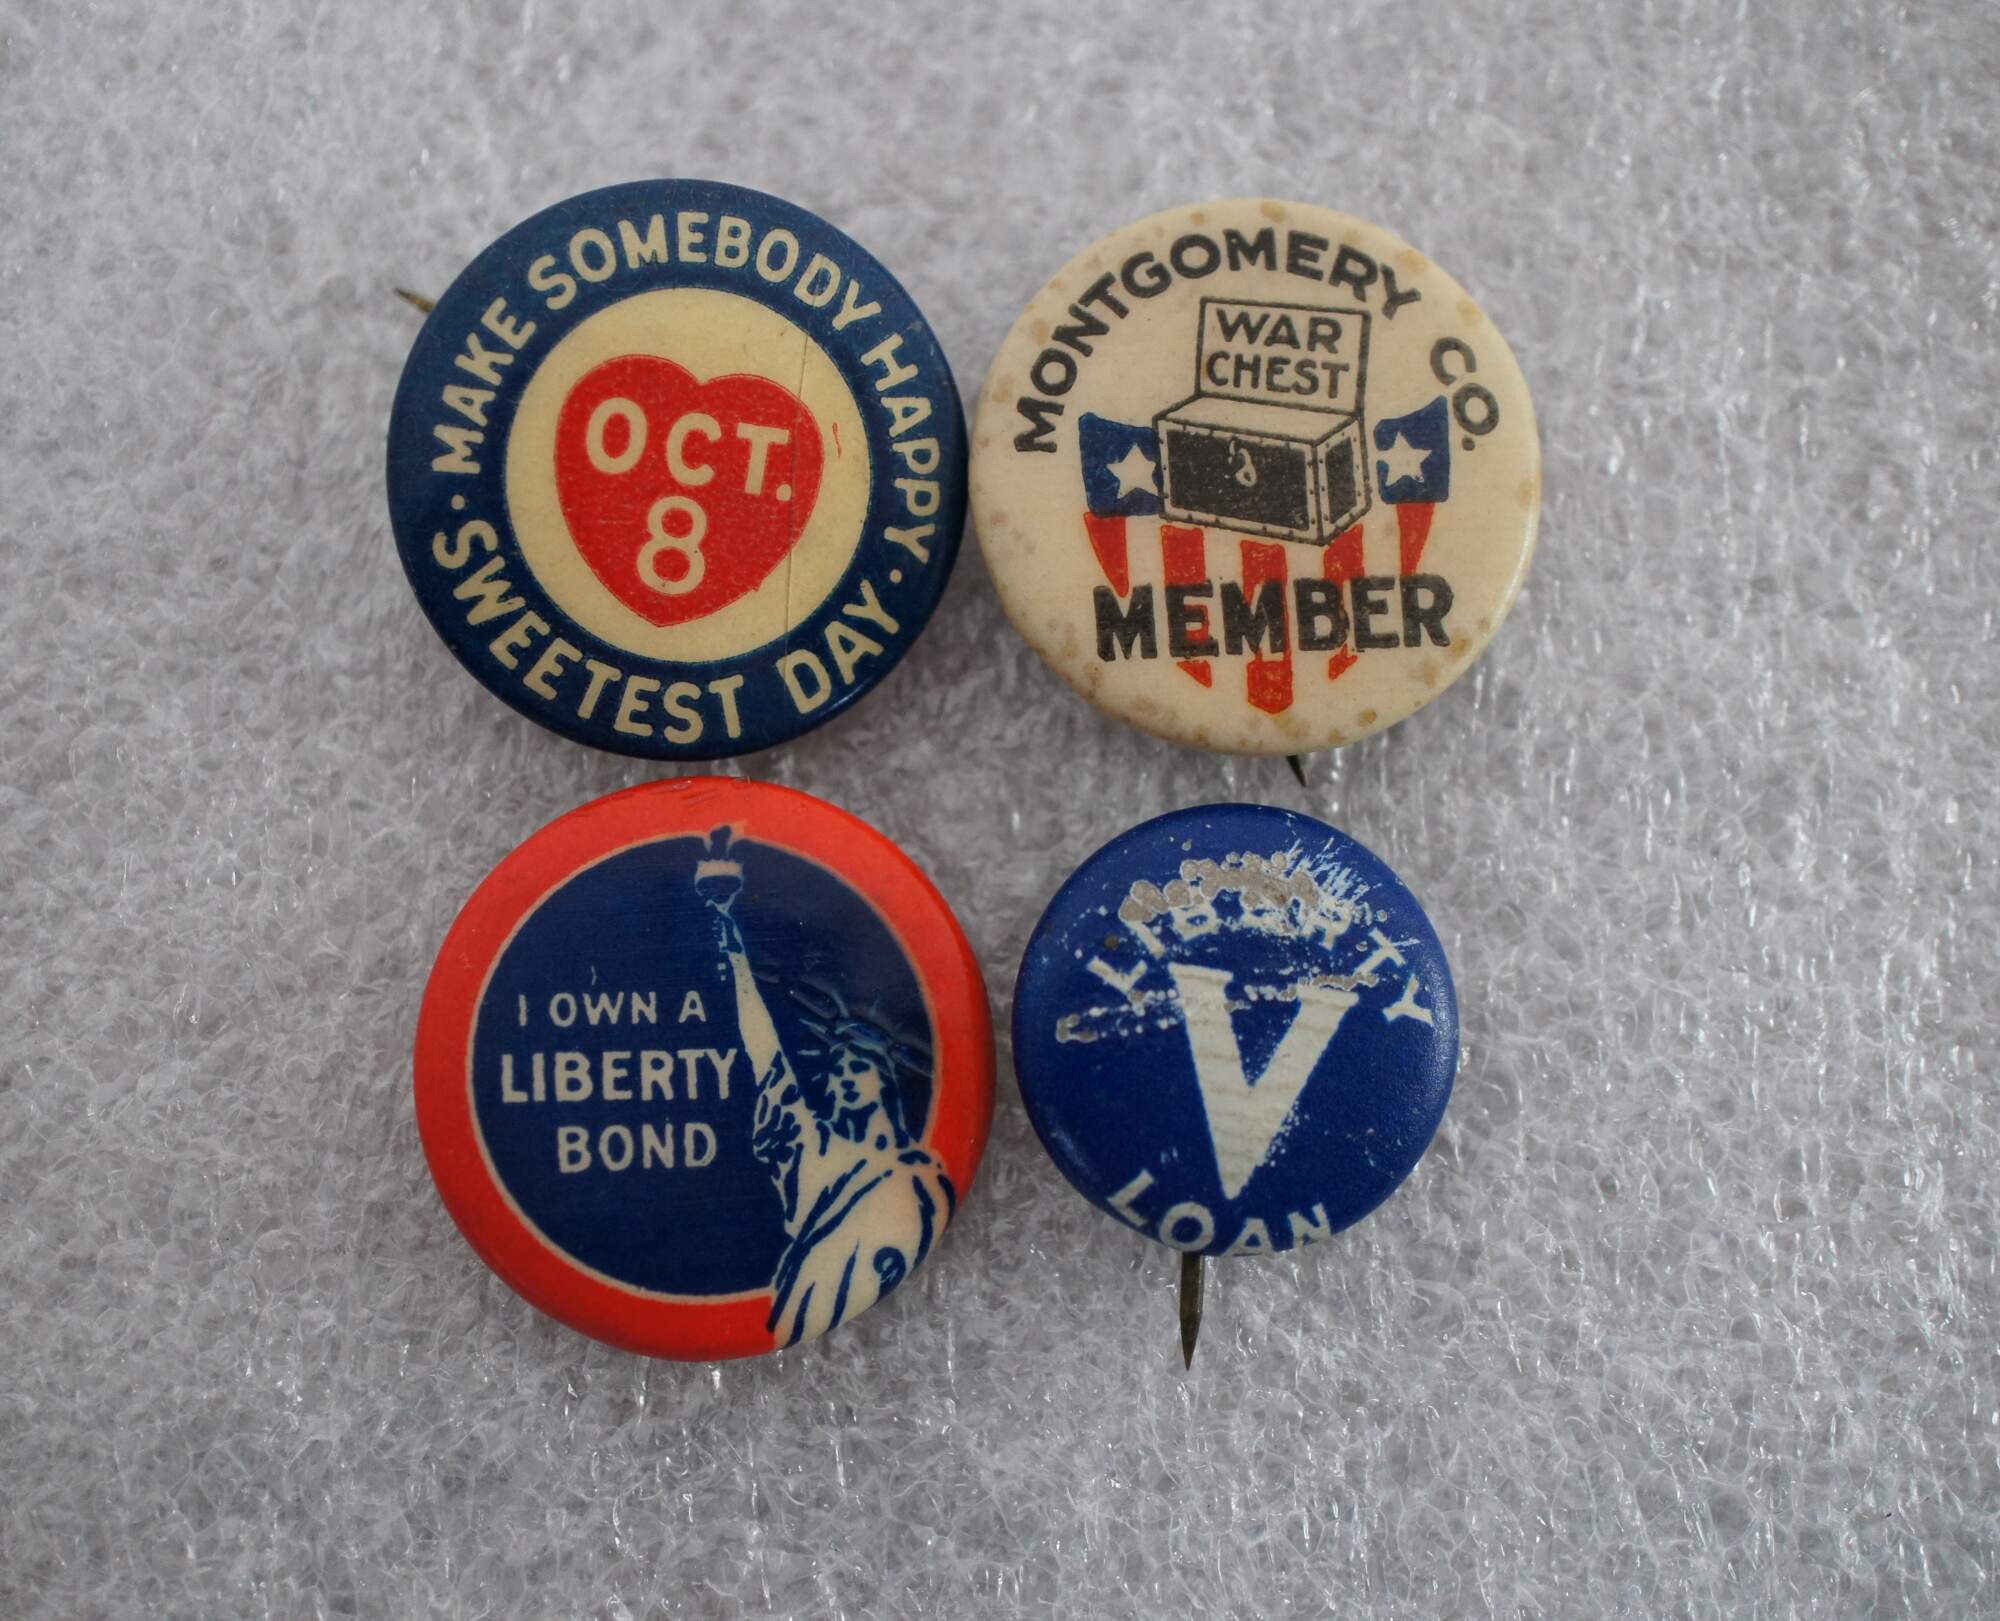 MAKE SOMEBODY HAPPY
OCT.
8
SWEETEST DAY
MONTGOMERY CO.
WAR
CHEST
MEMBER
I OWN A
LIBERTY
BOND
LIBERTY
V
LOAN